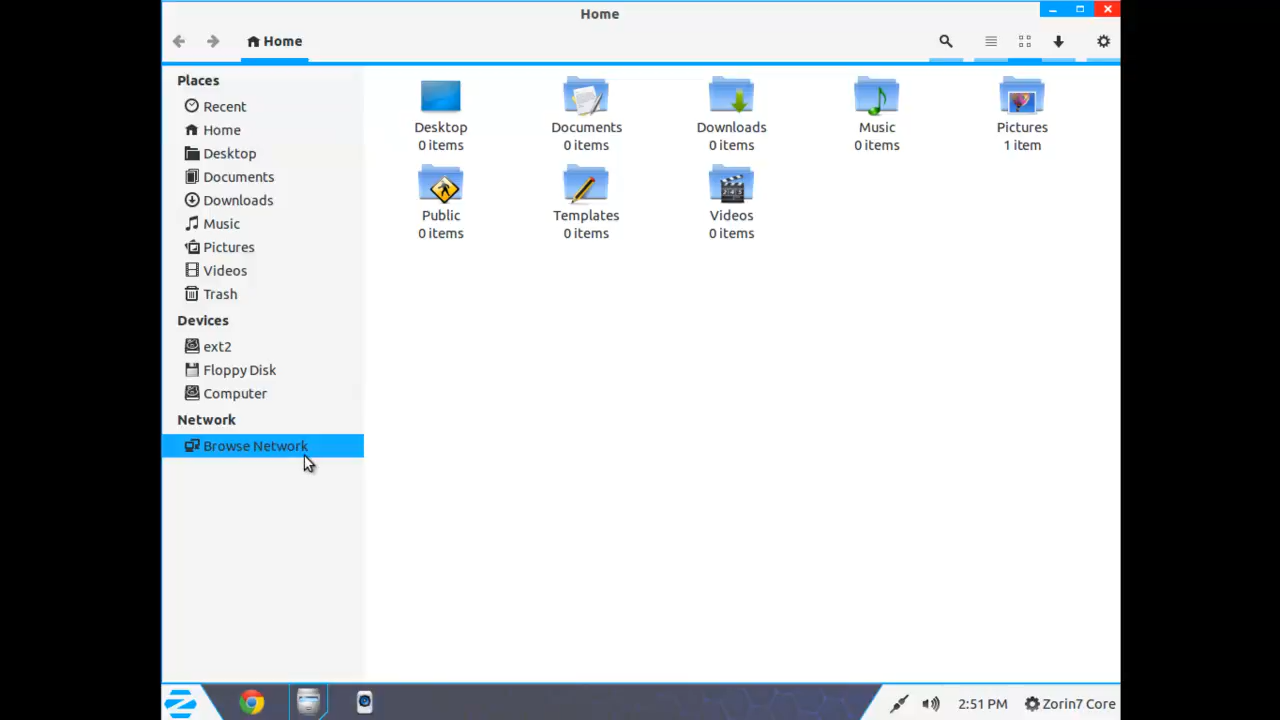 Home
Home
Places
Recent
Home
Desktop
Documents
Downloads
Music
Pictures
Videos
Trash
Devices
ext2
Floppy Disk
Computer
Network
Browse Network
Desktop
0 items
Documents
0 items
Downloads
0 items
Music
0 items
Pictures
1 item
Public
0 items
Templates
0 items
Videos
0 items
2:51 PM
Zorin7 Core